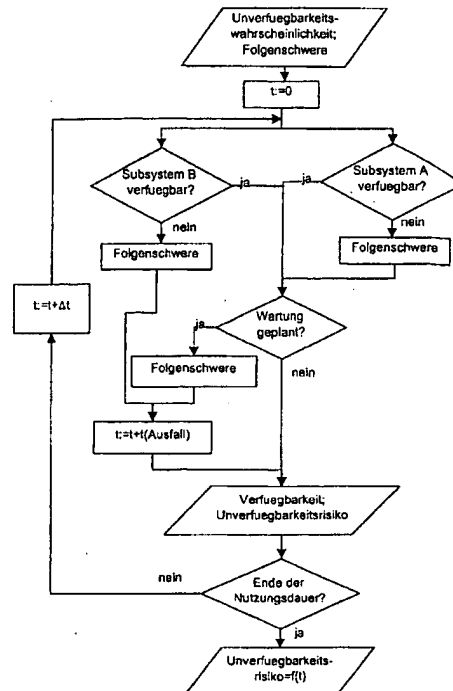 Unverfuegbarkeits-
wahrscheinlichkeit;
Folgenschwere
t:=0
Subsystem B
verfuegbar?
ja
ja
Subsystem A
verfuegbar?
nein
nein
Folgenschwere
Folgenschwere
t:=t+Δt
Wartung
geplant?
ja
Folgenschwere
nein
t:=t+t(Ausfall)
Verfuegbarkeit;
Unverfuegbarkeitsrisiko
nein
Ende der
Nutzungsdauer?
ja
Unverfuegbarkeits-
risiko=f(t)